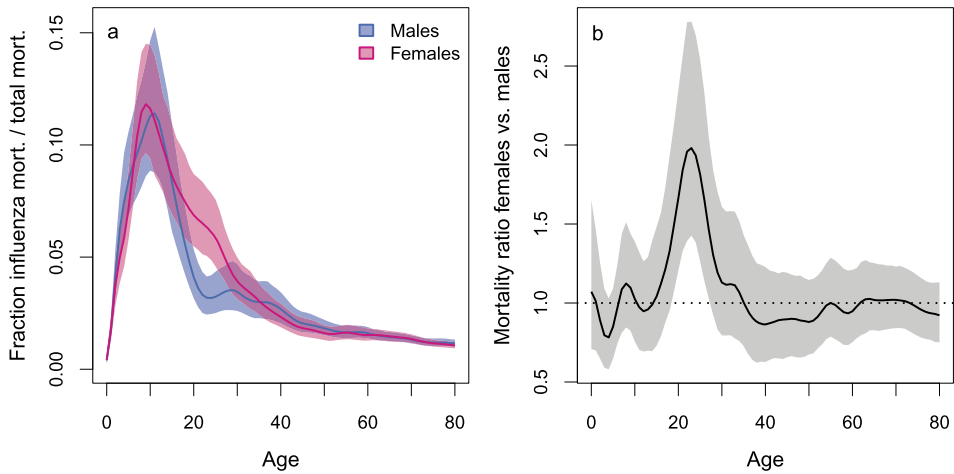 a
Males
Females
Fraction influenza mort. / total mort.
0.00
0.05
0.10
0.15
0 20 40 60 80
Age
b
Mortality ratio females vs. males
0.5
1.0
1.5
2.0
2.5
0 20 40 60 80
Age